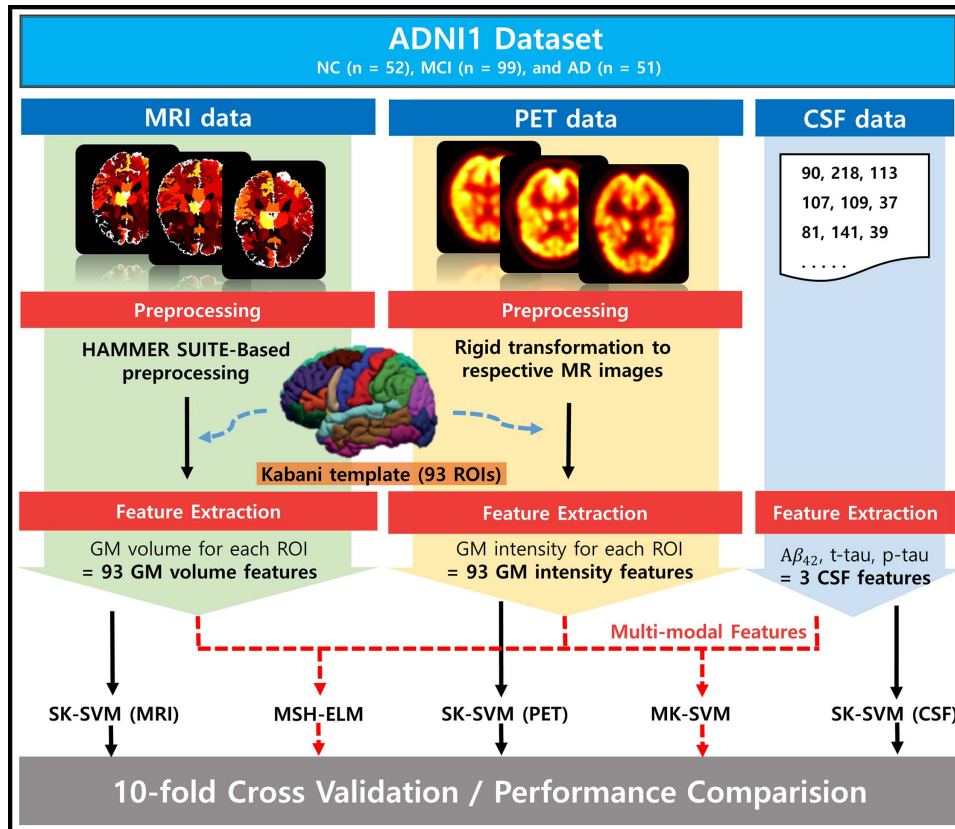 ADNI1 Dataset
NC (n = 52), MCI (n = 99), and AD (n = 51)
MRI data
PET data
CSF data
90, 218, 113
107, 109, 37
81, 141, 39
. . . . .
Preprocessing
Preprocessing
HAMMER SUITE-Based
preprocessing
Rigid transformation to
respective MR images
Kabani template (93 ROIs)
Feature Extraction
Feature Extraction
Feature Extraction
GM volume for each ROI
= 93 GM volume features
GM intensity for each ROI
= 93 GM intensity features
Aβ₄₂, t-tau, p-tau
= 3 CSF features
Multi-modal Features
SK-SVM (MRI)
MSH-ELM
SK-SVM (PET)
MK-SVM
SK-SVM (CSF)
10-fold Cross Validation / Performance Comparision